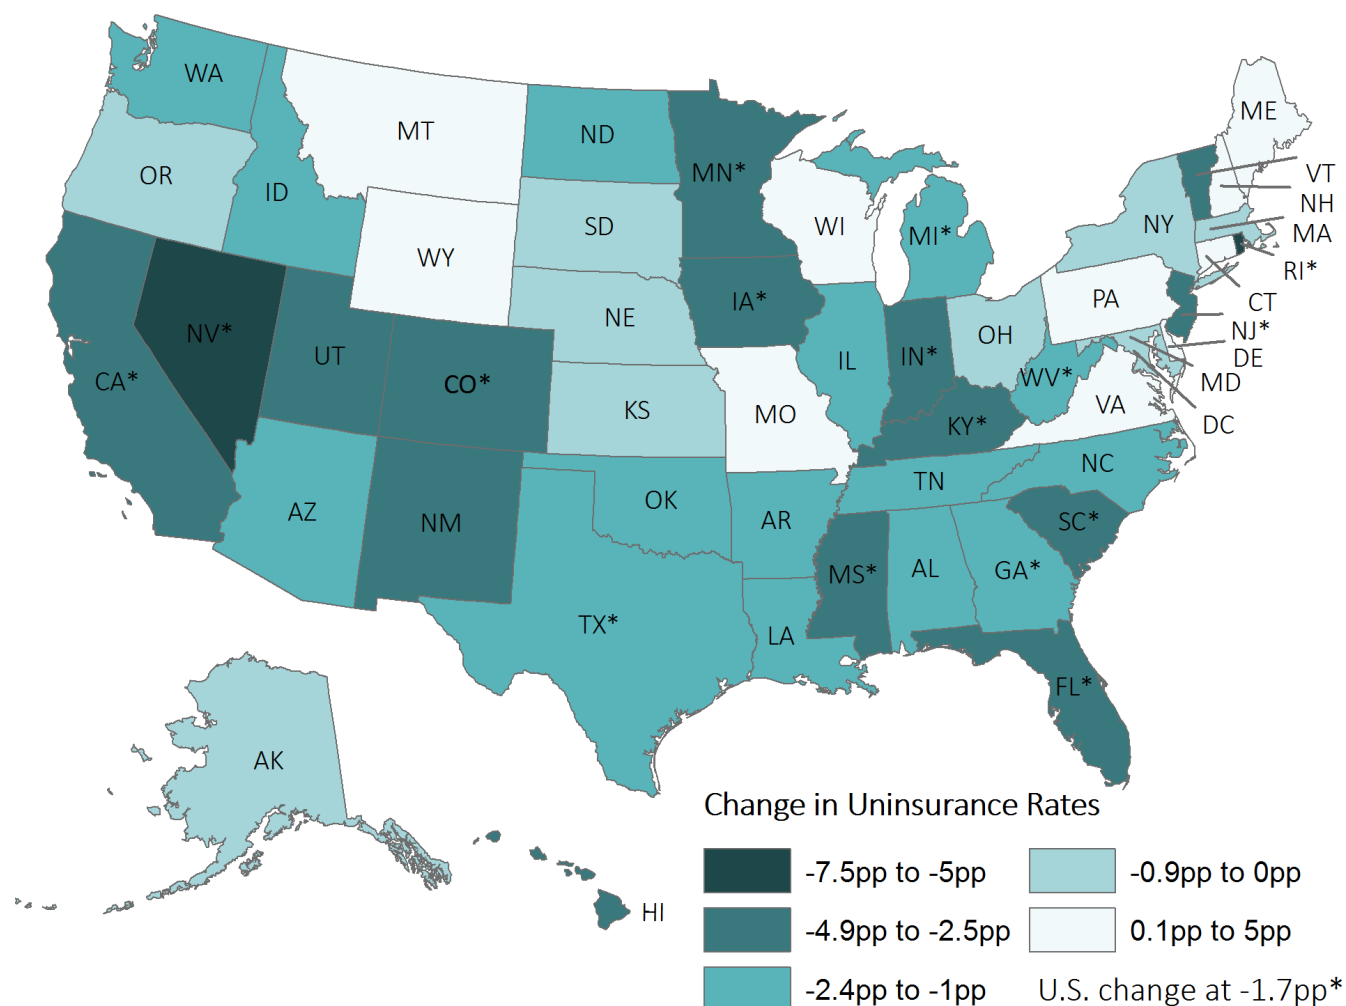 WA
MT
ND
ME
OR
ID
MN*
VT
NH
NY
MA
WI
MI*
SD
WY
RI*
CT
PA
IA*
NE
NJ*
NV*
OH
DE
UT
IL
IN*
MD
CA*
CO*
WV*
VA
KS
MO
DC
KY*
NC
TN
OK
AZ
NM
AR
SC*
MS*
AL
GA*
TX*
LA
FL*
AK
HI
Change in Uninsurance Rates
-7.5pp to -5pp
-4.9pp to -2.5pp
-2.4pp to -1pp
-0.9pp to 0pp
0.1pp to 5pp
U.S. change at -1.7pp*